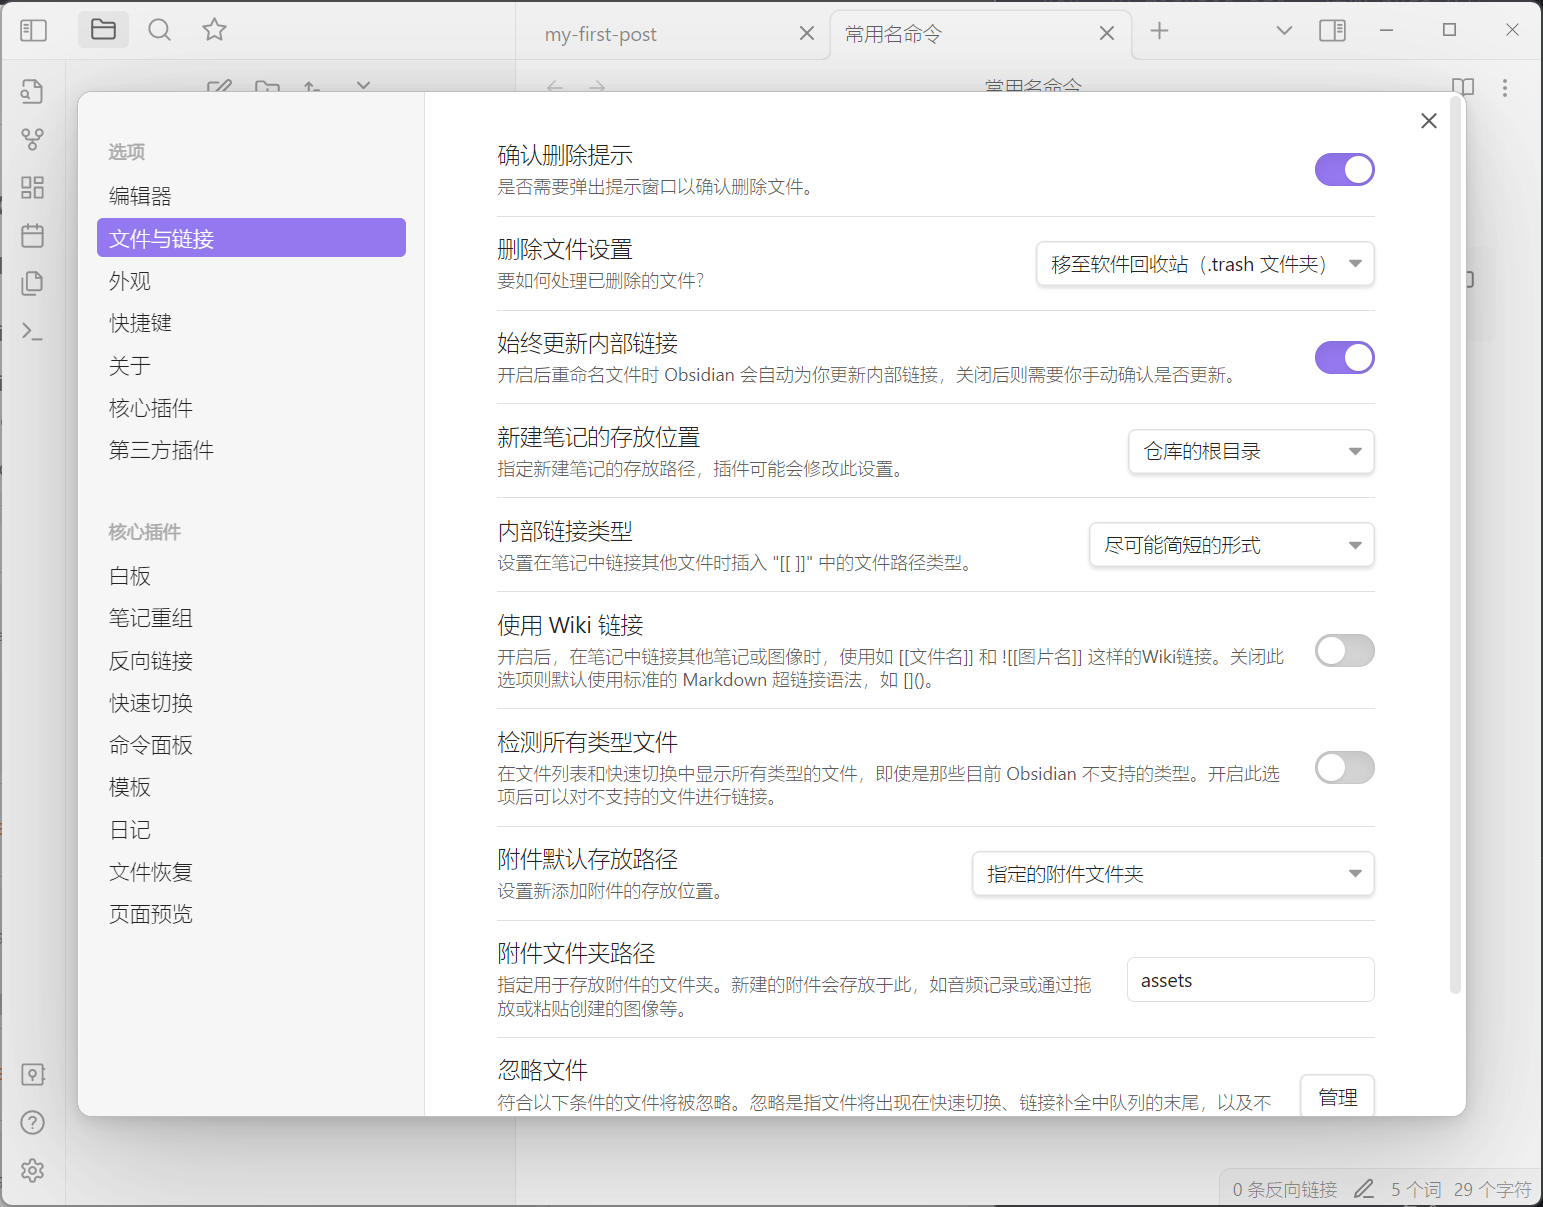 my-first-post
常用名命令
常用名命令
选项
编辑器
文件与链接
外观
快捷键
关于
核心插件
第三方插件
核心插件
白板
笔记重组
反向链接
快速切换
命令面板
模板
日记
文件恢复
页面预览
确认删除提示
是否需要弹出提示窗口以确认删除文件。
删除文件设置
要如何处理已删除的文件？
移至软件回收站（.trash 文件夹）
始终更新内部链接
开启后重命名文件时 Obsidian 会自动为你更新内部链接，关闭后则需要你手动确认是否更新。
新建笔记的存放位置
指定新建笔记的存放路径，插件可能会修改此设置。
仓库的根目录
内部链接类型
设置在笔记中链接其他文件时插入 "[[ ]]" 中的文件路径类型。
尽可能简短的形式
使用 Wiki 链接
开启后，在笔记中链接其他笔记或图像时，使用如 [[文件名]] 和 ![[图片名]] 这样的Wiki链接。关闭此
选项则默认使用标准的 Markdown 超链接语法，如 []()。
检测所有类型文件
在文件列表和快速切换中显示所有类型的文件，即使是那些目前 Obsidian 不支持的类型。开启此选
项后可以对不支持的文件进行链接。
附件默认存放路径
设置新添加附件的存放位置。
指定的附件文件夹
附件文件夹路径
指定用于存放附件的文件夹。新建的附件会存放于此，如音频记录或通过拖
放或粘贴创建的图像等。
assets
忽略文件
符合以下条件的文件将被忽略。忽略是指文件将出现在快速切换、链接补全中队列的末尾，以及不
管理
0 条反向链接
5 个词
29 个字符